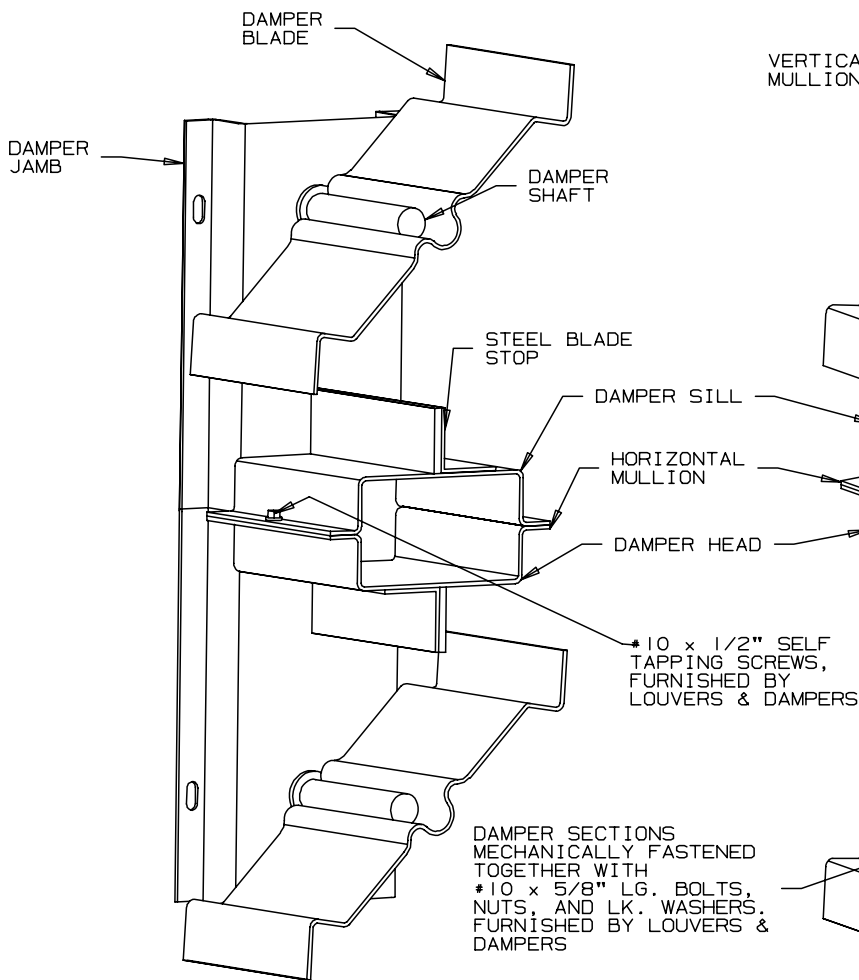 DAMPER
BLADE
VERTICA
MULLION
DAMPER
JAMB
DAMPER
SHAFT
STEEL BLADE
STOP
DAMPER SILL
HORIZONTAL
MULLION
DAMPER HEAD
#10 x 1/2" SELF
TAPPING SCREWS,
FURNISHED BY
LOUVERS & DAMPERS
DAMPER SECTIONS
MECHANICALLY FASTENED
TOGETHER WITH
#10 x 5/8" LG. BOLTS,
NUTS, AND LK. WASHERS.
FURNISHED BY LOUVERS &
DAMPERS